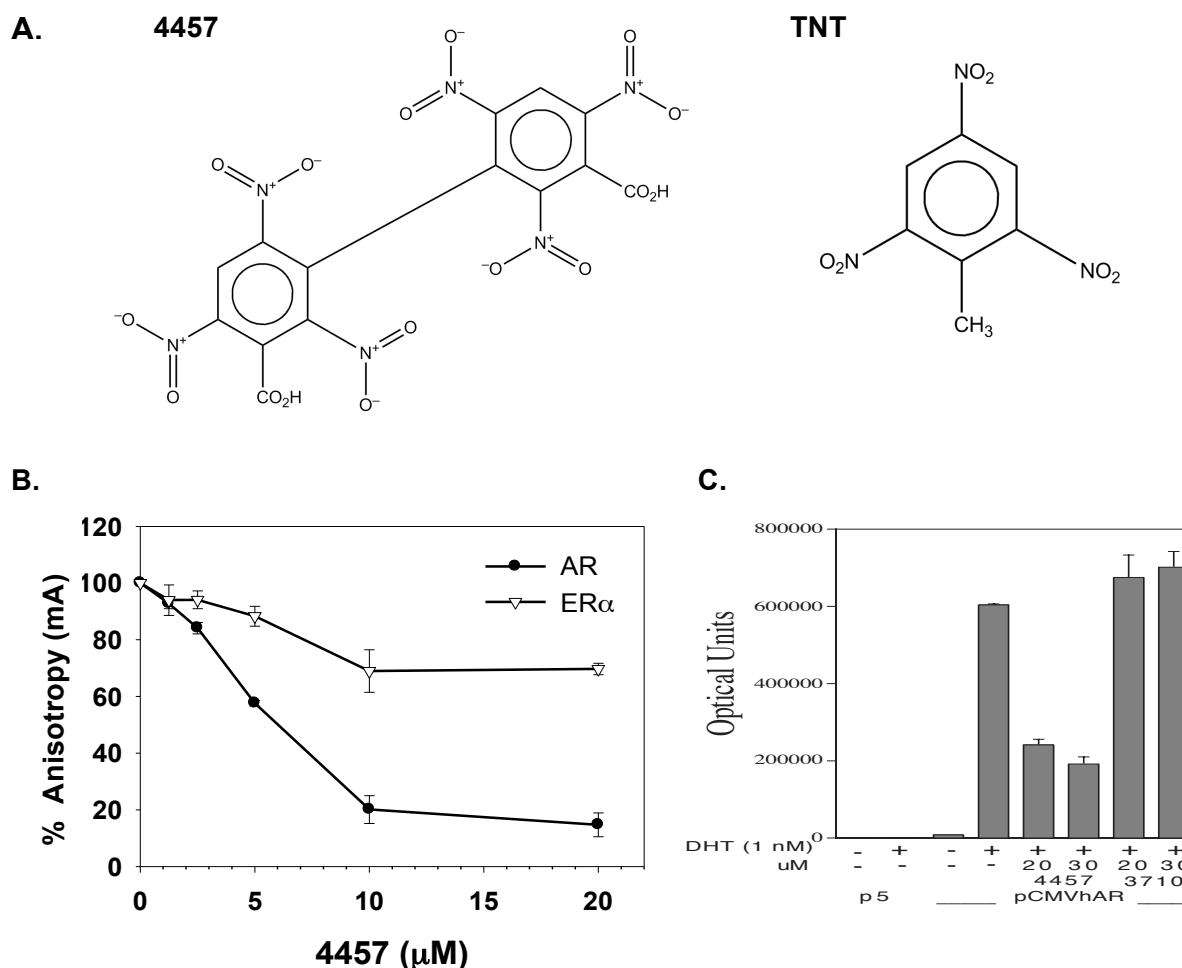 A. 4457 TNT
O⁻ O NO₂
N⁺ N⁺
O O⁻
O O⁻ CO₂H
N⁺ N⁺
⁻O O O₂N NO₂
⁻O O CH₃
N⁺ N⁺
O CO₂H O⁻
B. C.
120
100
80
60
40
20
0
% Anisotropy (mA)
AR
ERα
0 5 10 15 20
4457 (μM)
800000
600000
400000
200000
0
Optical Units
DHT (1 nM) - + - + + + + +
uM - - - - 20 30 20 30
4457 3710
p5 pCMVhAR